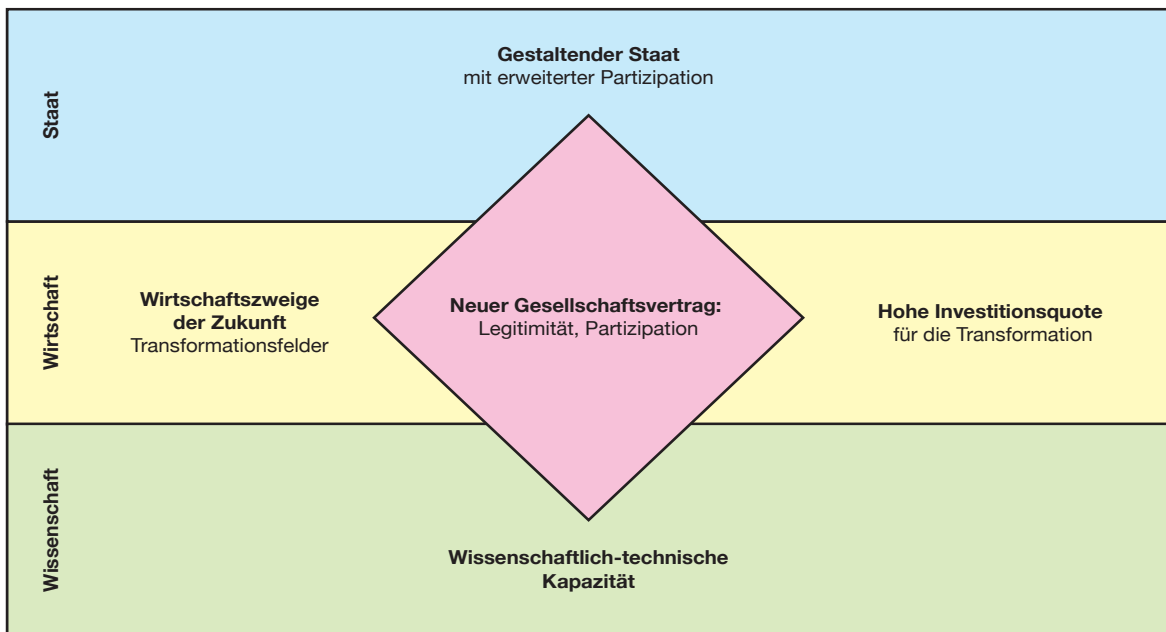 Staat
Gestaltender Staat
mit erweiterter Partizipation
Wirtschaft
Wirtschaftszweige
der Zukunft
Transformationsfelder
Neuer Gesellschaftsvertrag:
Legitimität, Partizipation
Hohe Investitionsquote
für die Transformation
Wissenschaft
Wissenschaftlich-technische
Kapazität